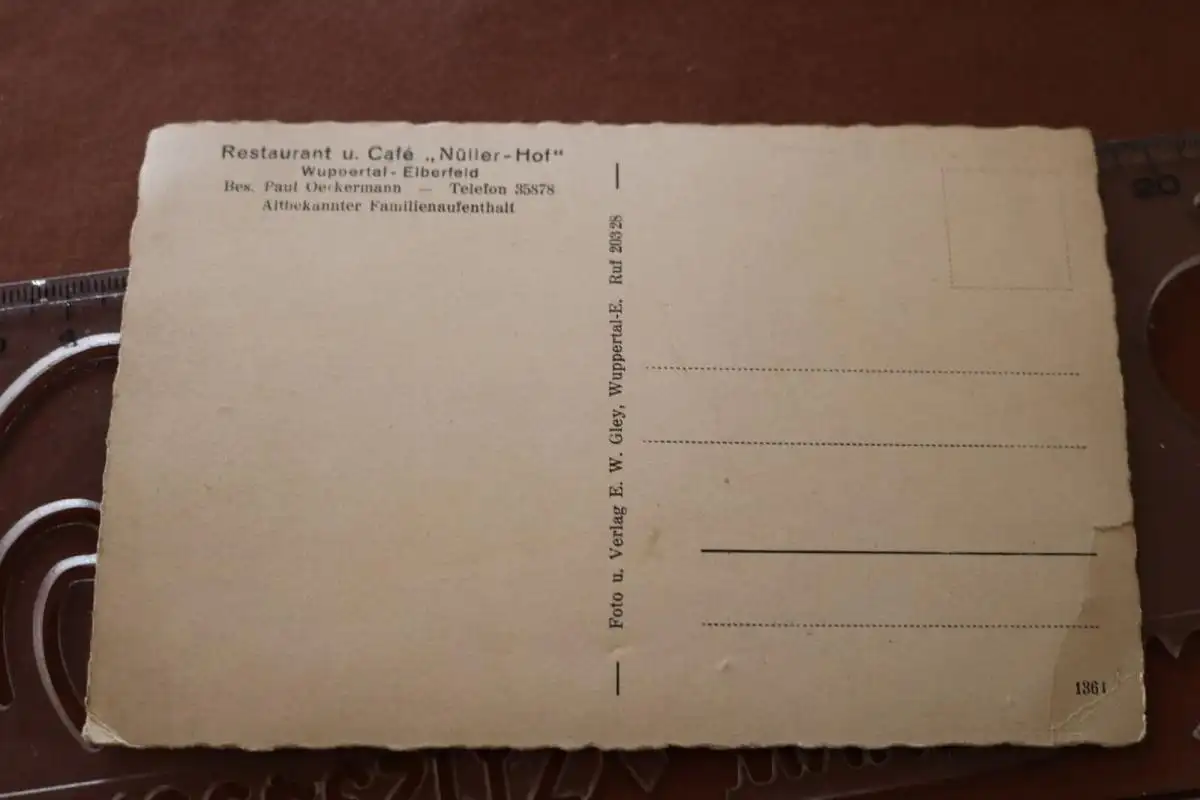 Restaurant u. Café „Nüller-Hof"
Wuppertal-Elberfeld
Bes. Paul Oeckermann — Telefon 35878
Altbekannter Familienaufenthalt
Foto u. Verlag E. W. Gley, Wuppertal-E. Ruf 20328
1361
20